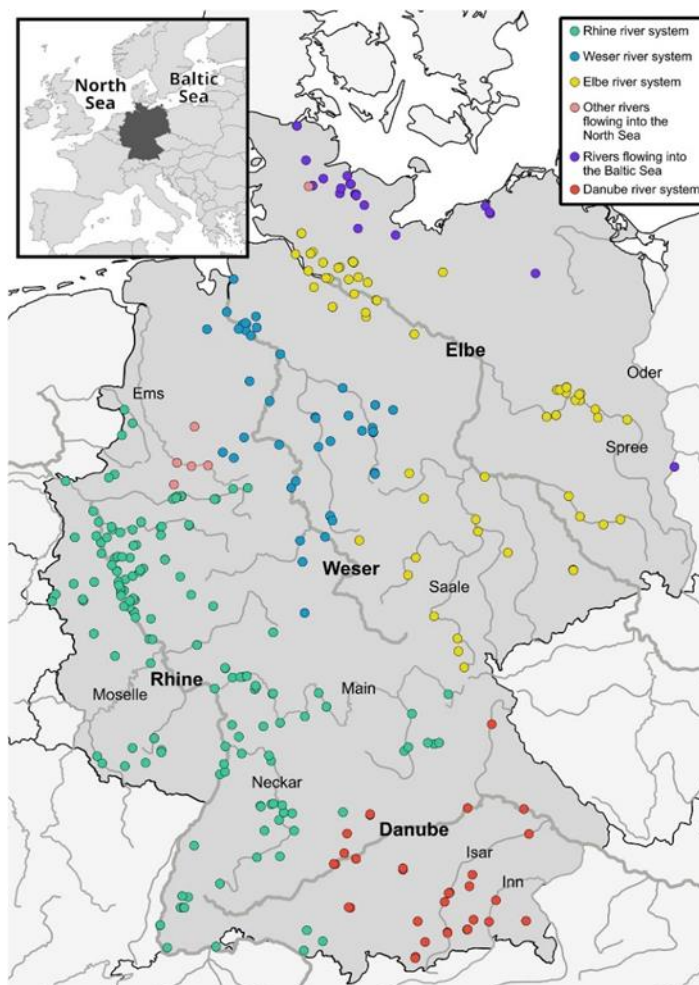 North
Sea
Baltic
Sea
Rhine river system
Weser river system
Elbe river system
Other rivers
flowing into the
North Sea
Rivers flowing into
the Baltic Sea
Danube river system
Elbe
Oder
Ems
Spree
Weser
Saale
Rhine
Moselle
Main
Neckar
Danube
Isar
Inn